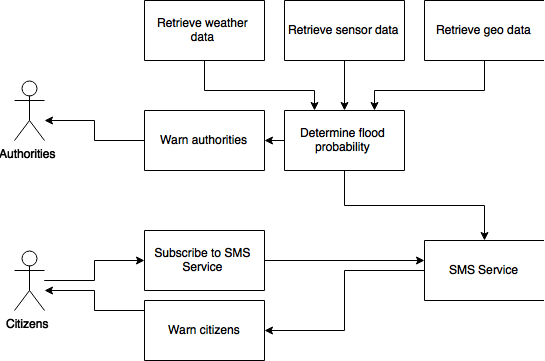 Retrieve weather
data
Retrieve sensor data
Retrieve geo data
Authorities
Warn authorities
Determine flood
probability
Subscribe to SMS
Service
SMS Service
Citizens
Warn citizens